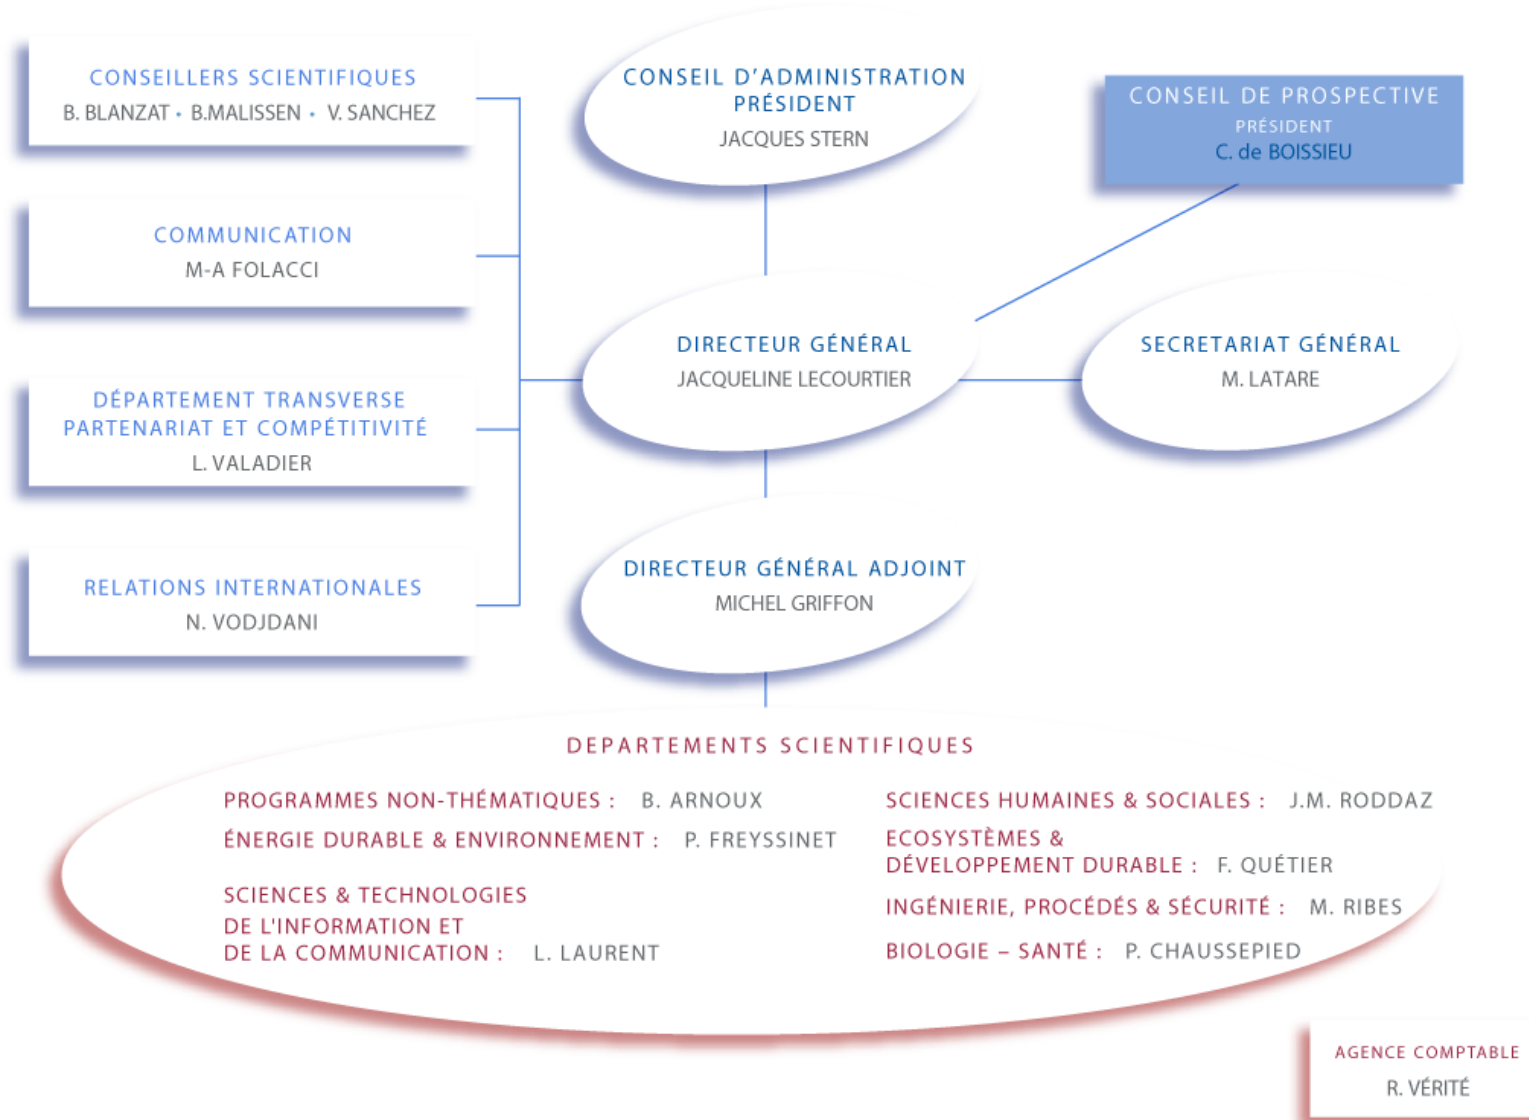 CONSEILLERS SCIENTIFIQUES
B. BLANZAT • B.MALISSEN • V. SANCHEZ
CONSEIL D'ADMINISTRATION
PRÉSIDENT
JACQUES STERN
CONSEIL DE PROSPECTIVE
PRÉSIDENT
C. de BOISSIEU
COMMUNICATION
M-A FOLACCI
DIRECTEUR GÉNÉRAL
JACQUELINE LECOURTIER
SECRETARIAT GÉNÉRAL
M. LATARE
DÉPARTEMENT TRANSVERSE
PARTENARIAT ET COMPÉTITIVITÉ
L. VALADIER
RELATIONS INTERNATIONALES
N. VODJDANI
DIRECTEUR GÉNÉRAL ADJOINT
MICHEL GRIFFON
DEPARTEMENTS SCIENTIFIQUES
PROGRAMMES NON-THÉMATIQUES : B. ARNOUX
ÉNERGIE DURABLE & ENVIRONNEMENT : P. FREYSSINET
SCIENCES & TECHNOLOGIES
DE L'INFORMATION ET
DE LA COMMUNICATION : L. LAURENT
SCIENCES HUMAINES & SOCIALES : J.M. RODDAZ
ECOSYSTÈMES &
DÉVELOPPEMENT DURABLE : F. QUÉTIER
INGÉNIERIE, PROCÉDÉS & SÉCURITÉ : M. RIBES
BIOLOGIE – SANTÉ : P. CHAUSSEPIED
AGENCE COMPTABLE
R. VÉRITÉ